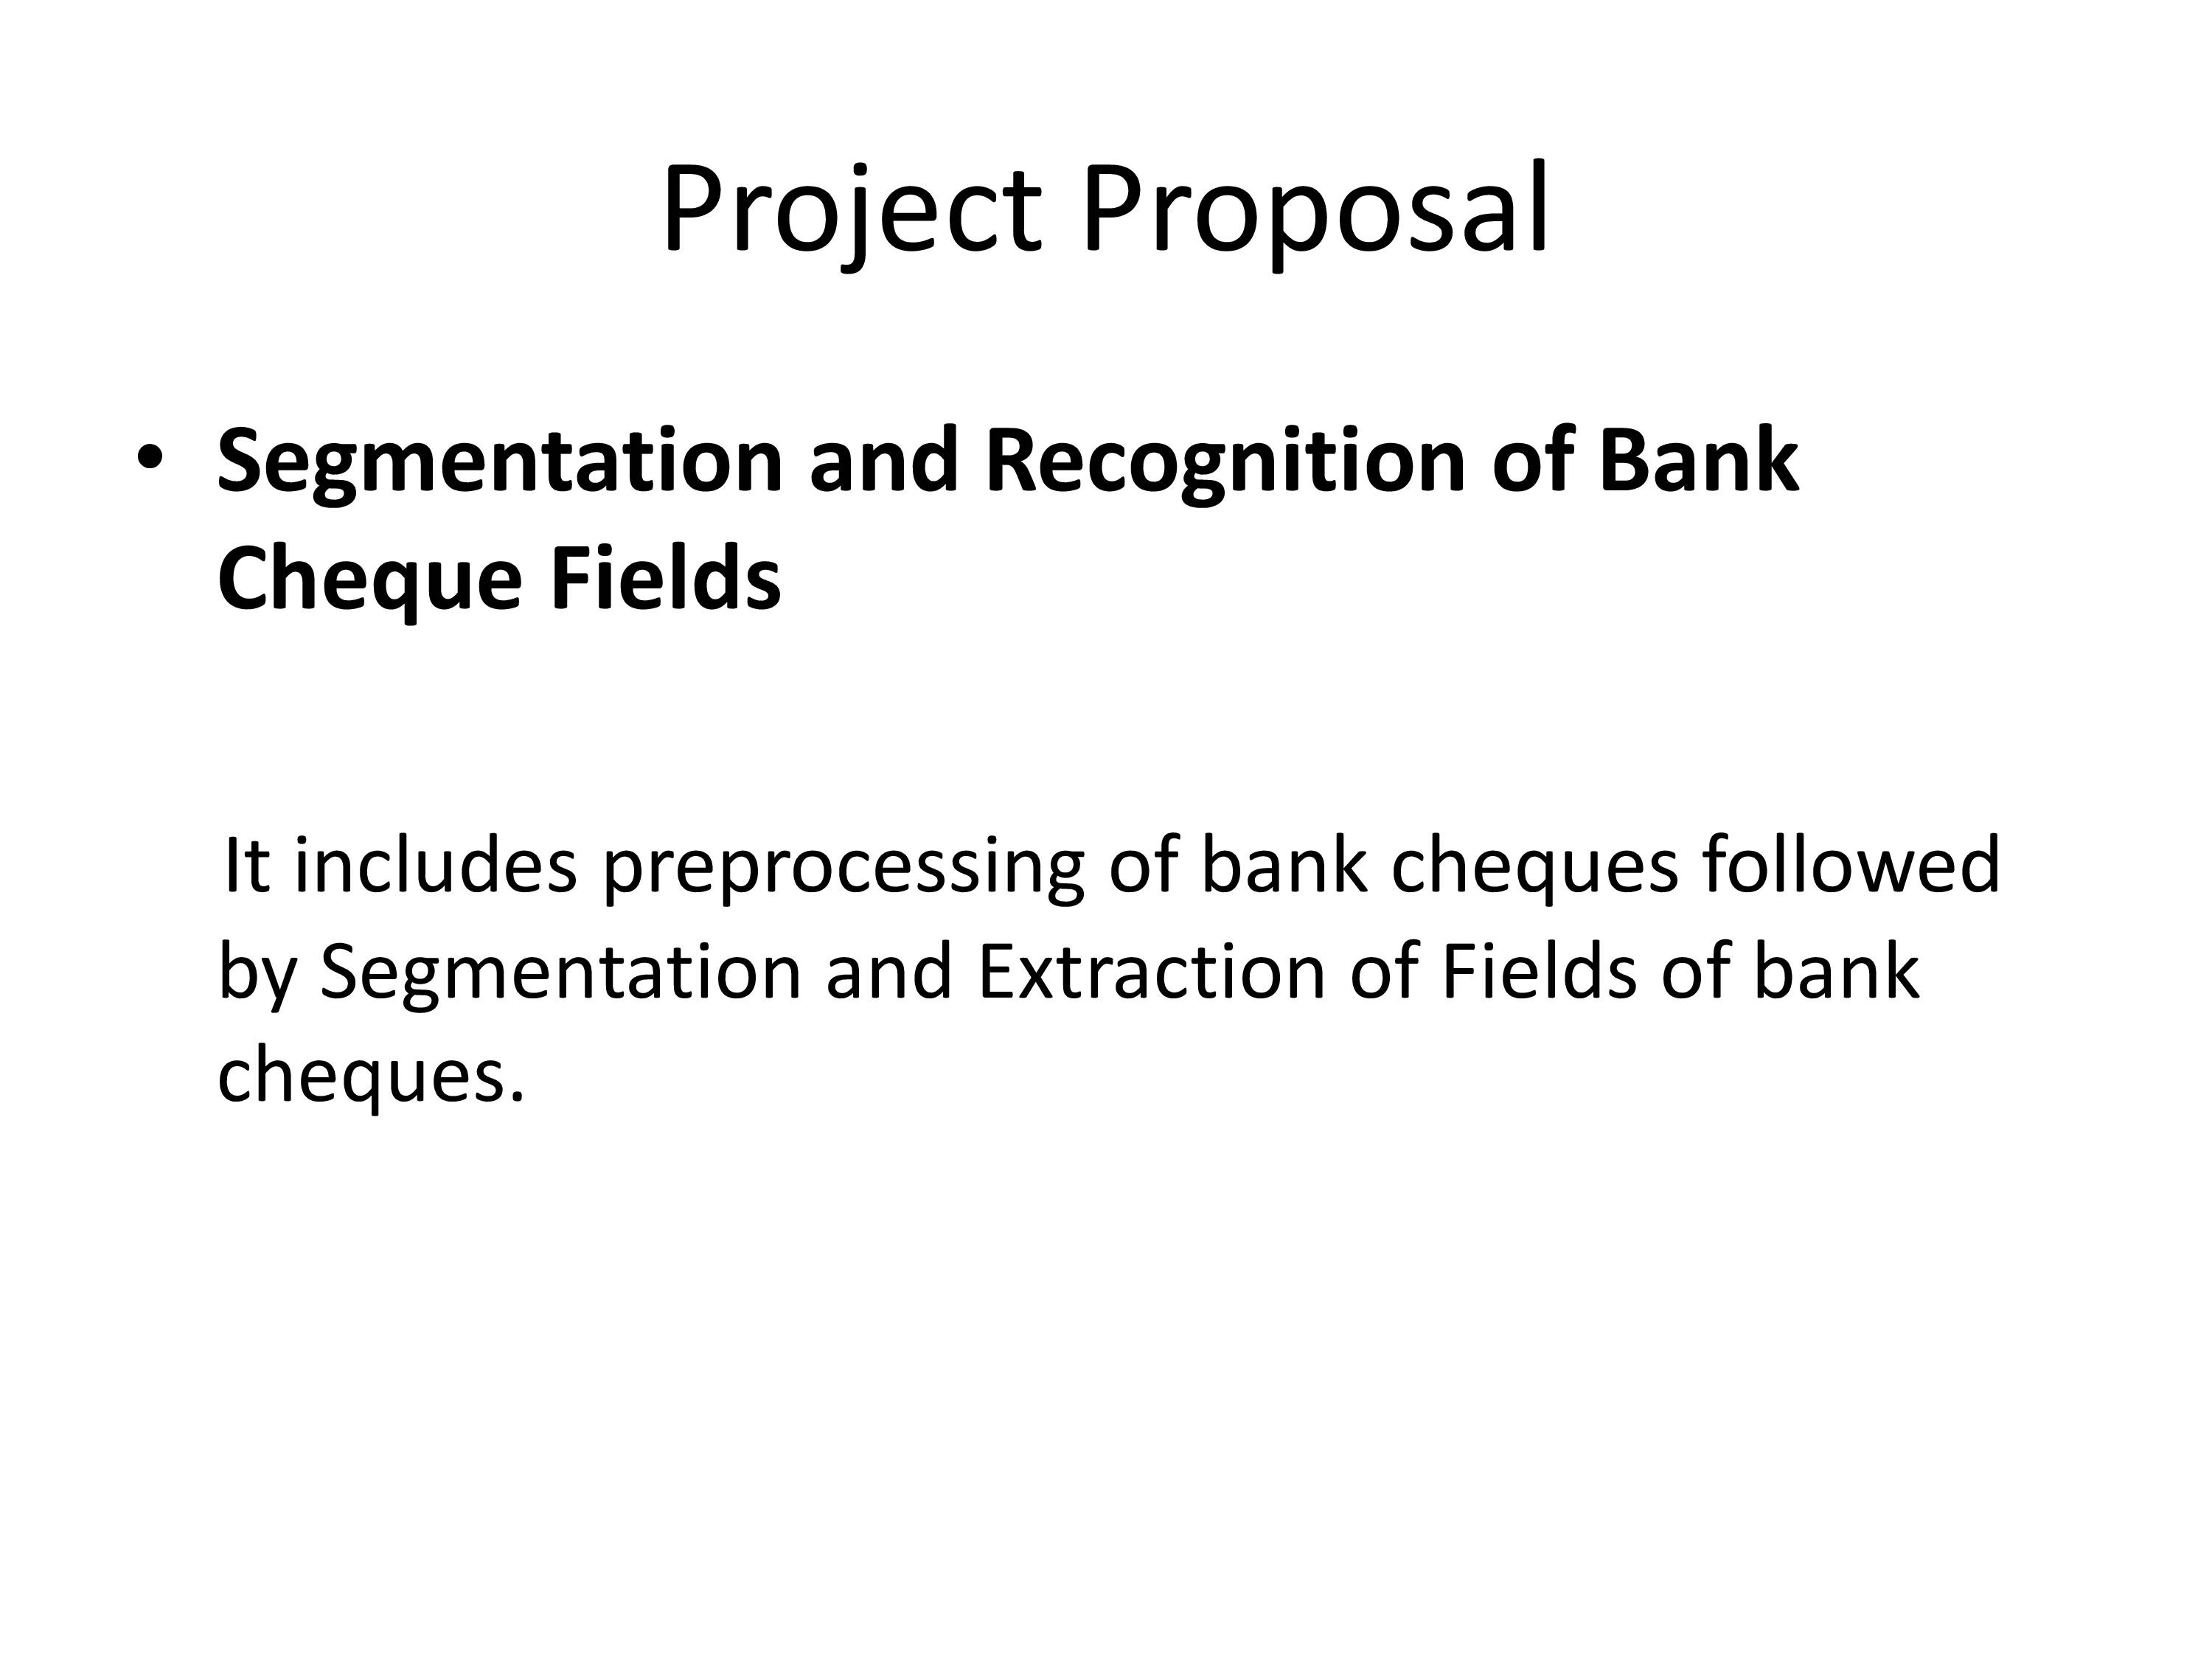 Project Proposal
• Segmentation and Recognition of Bank
Cheque Fields
It includes preprocessing of bank cheques followed
by Segmentation and Extraction of Fields of bank
cheques.